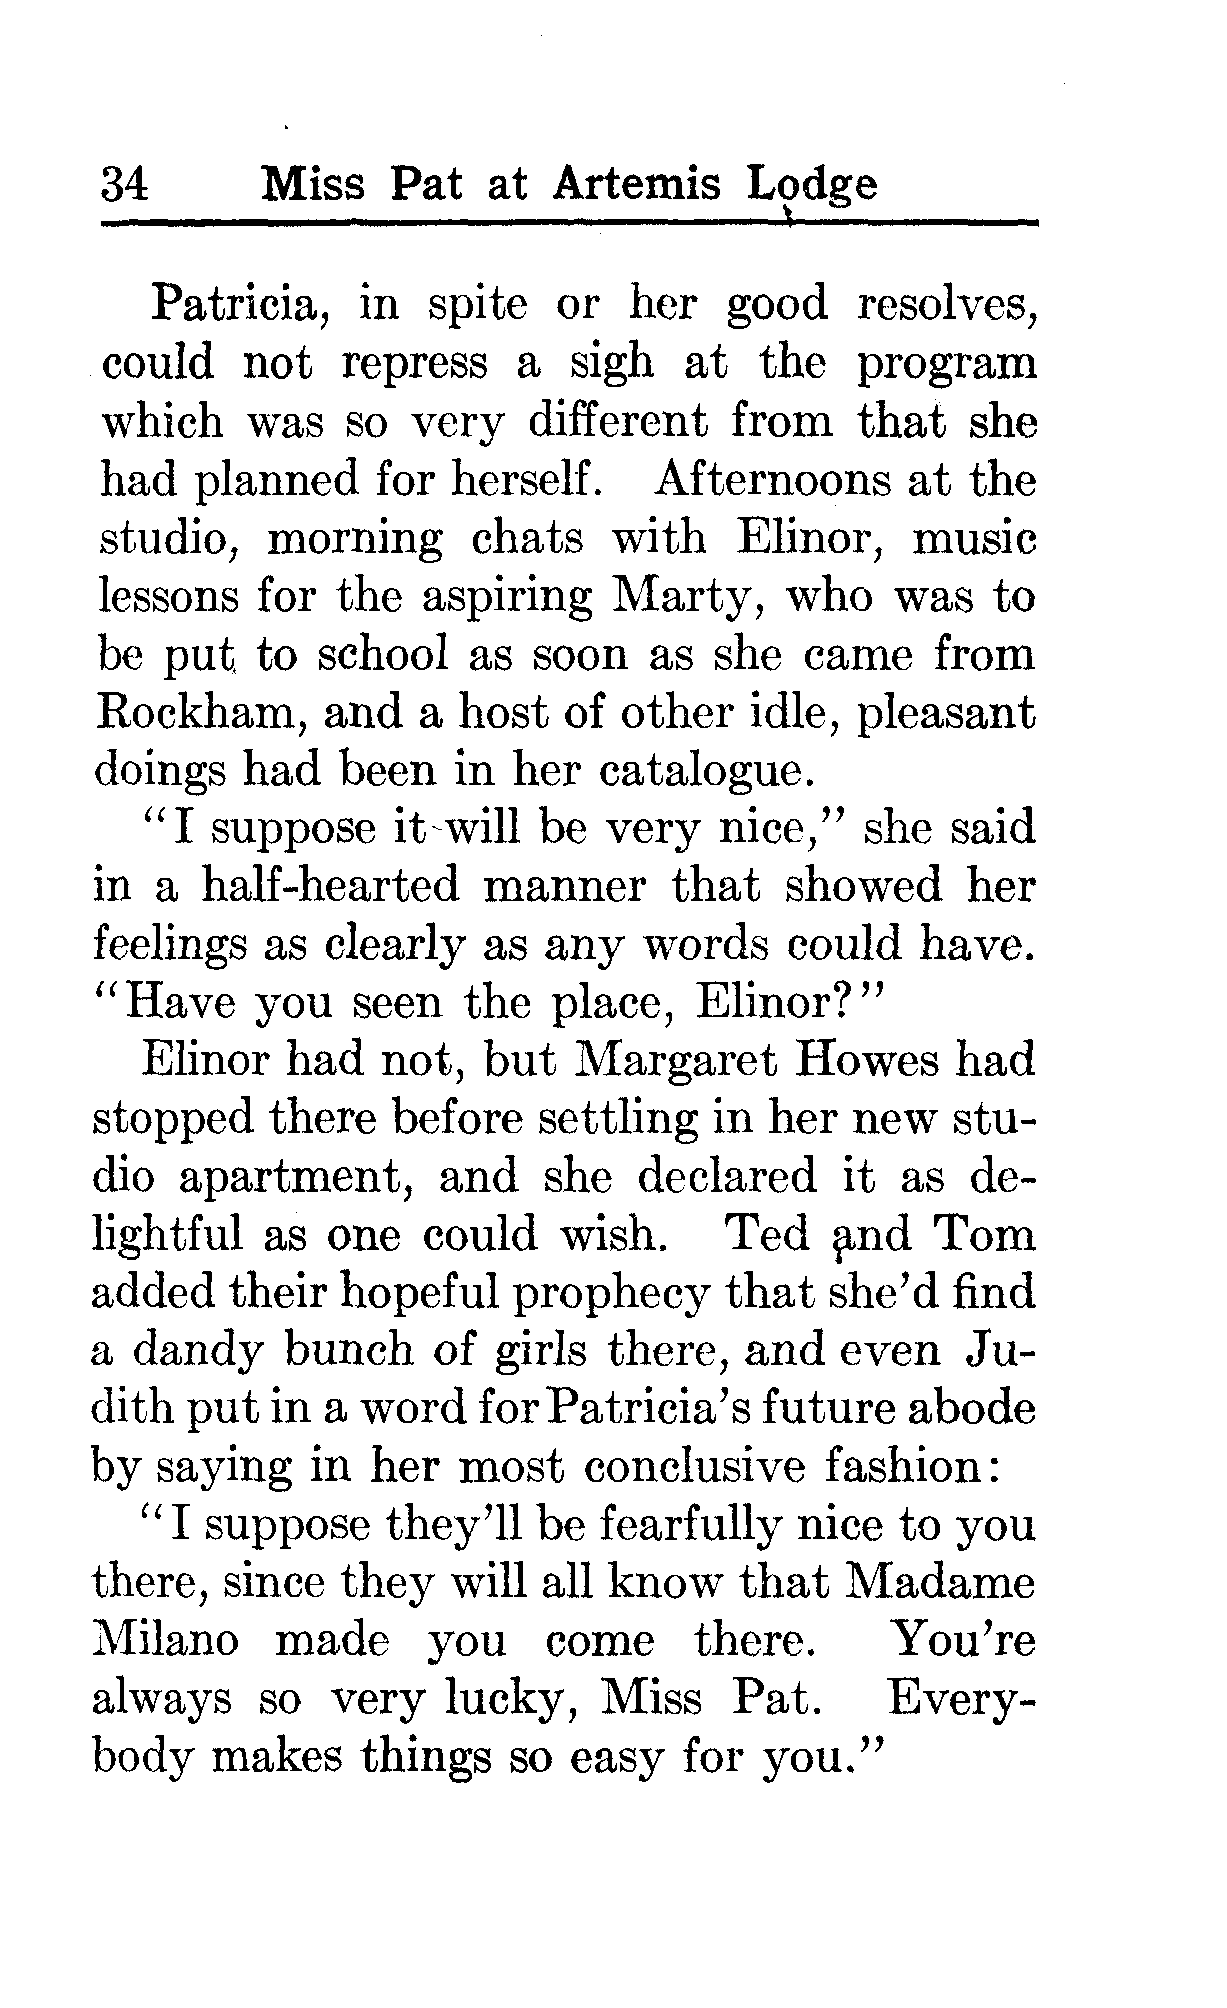 34 Miss Pat at Artemis Lodge
Patricia, in spite or her good resolves,
could not repress a sigh at the program
which was so very different from that she
had planned for herself. Afternoons at the
studio, morning chats with Elinor, music
lessons for the aspiring Marty, who was to
be put to school as soon as she came from
Rockham, and a host of other idle, pleasant
doings had been in her catalogue.
"I suppose it will be very nice," she said
in a half-hearted manner that showed her
feelings as clearly as any words could have.
"Have you seen the place, Elinor?"
Elinor had not, but Margaret Howes had
stopped there before settling in her new stu-
dio apartment, and she declared it as de-
lightful as one could wish. Ted and Tom
added their hopeful prophecy that she'd find
a dandy bunch of girls there, and even Ju-
dith put in a word for Patricia's future abode
by saying in her most conclusive fashion:
"I suppose they'll be fearfully nice to you
there, since they will all know that Madame
Milano made you come there. You're
always so very lucky, Miss Pat. Every-
body makes things so easy for you."